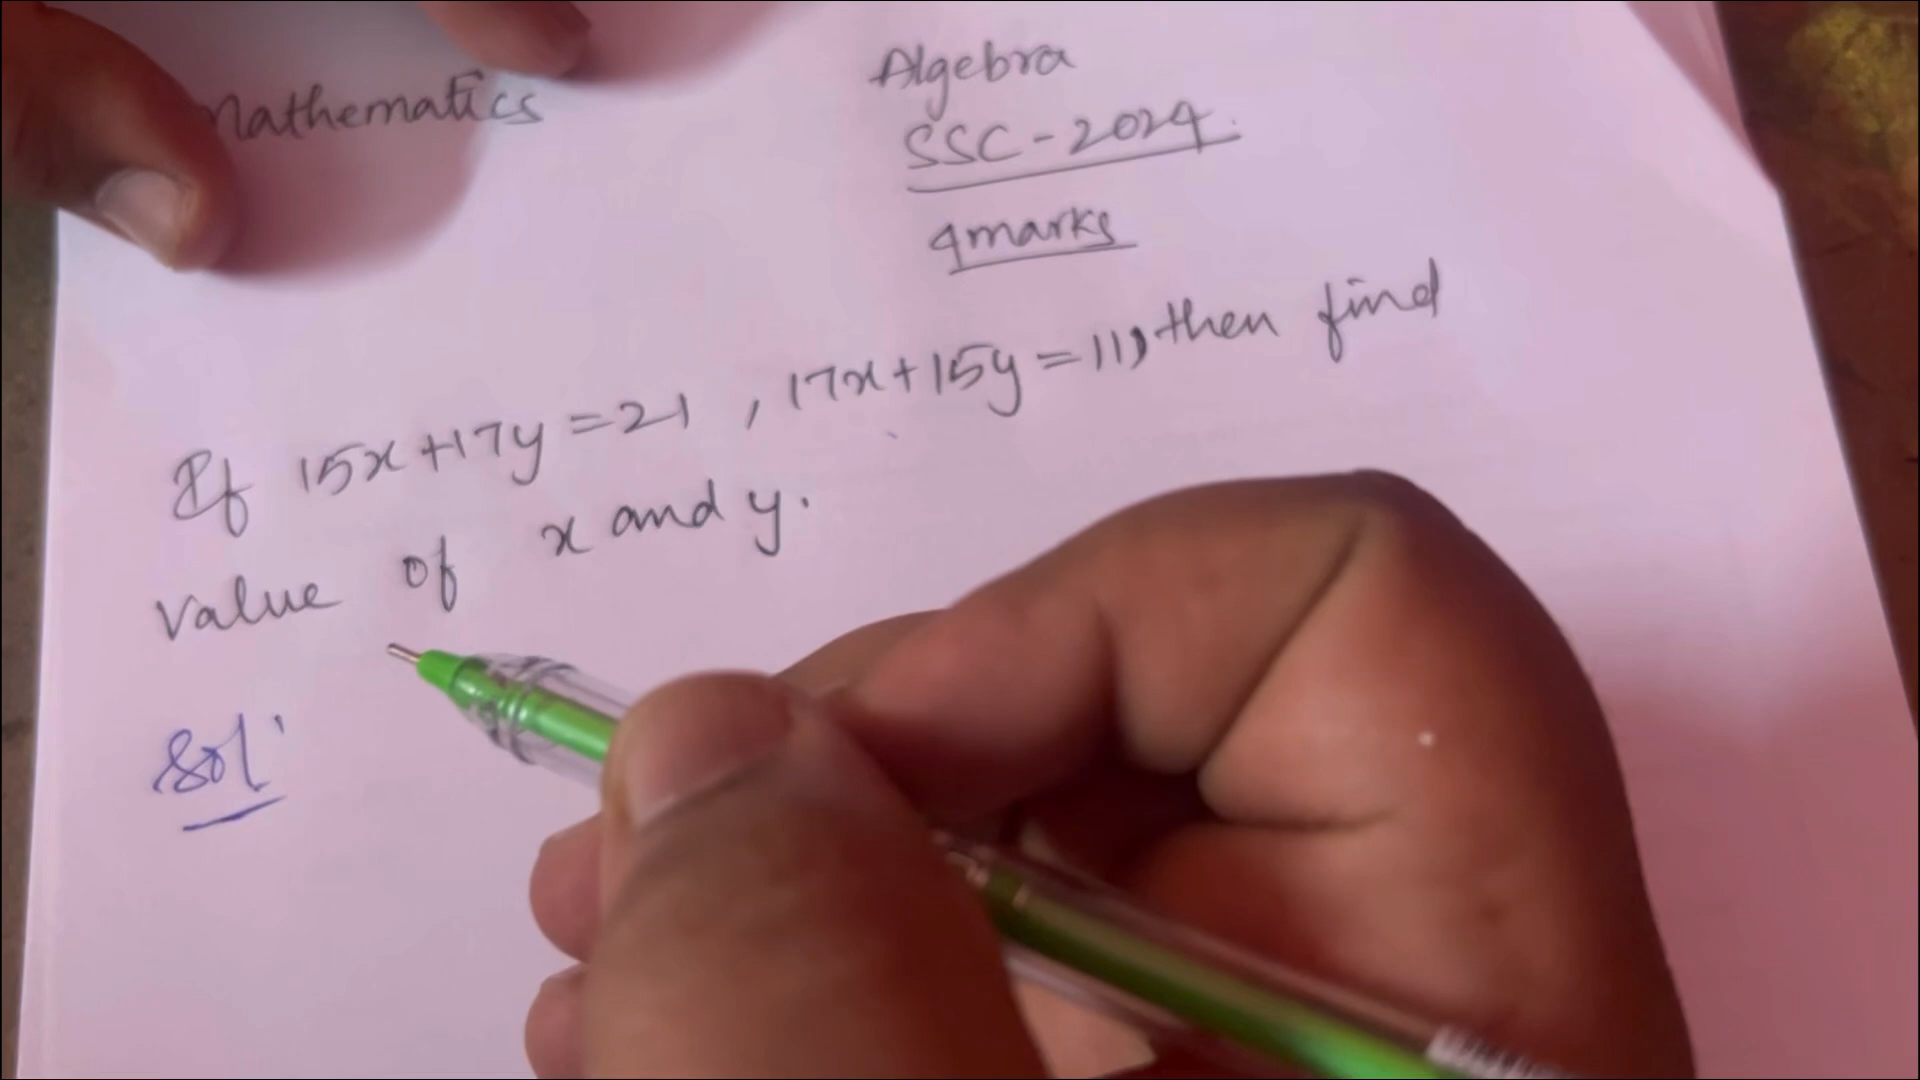 Mathematics
Algebra
SSC-2024.
4marks
If 15x+17y=21, 17x+15y=11, then find
value of x and y.
Sol'